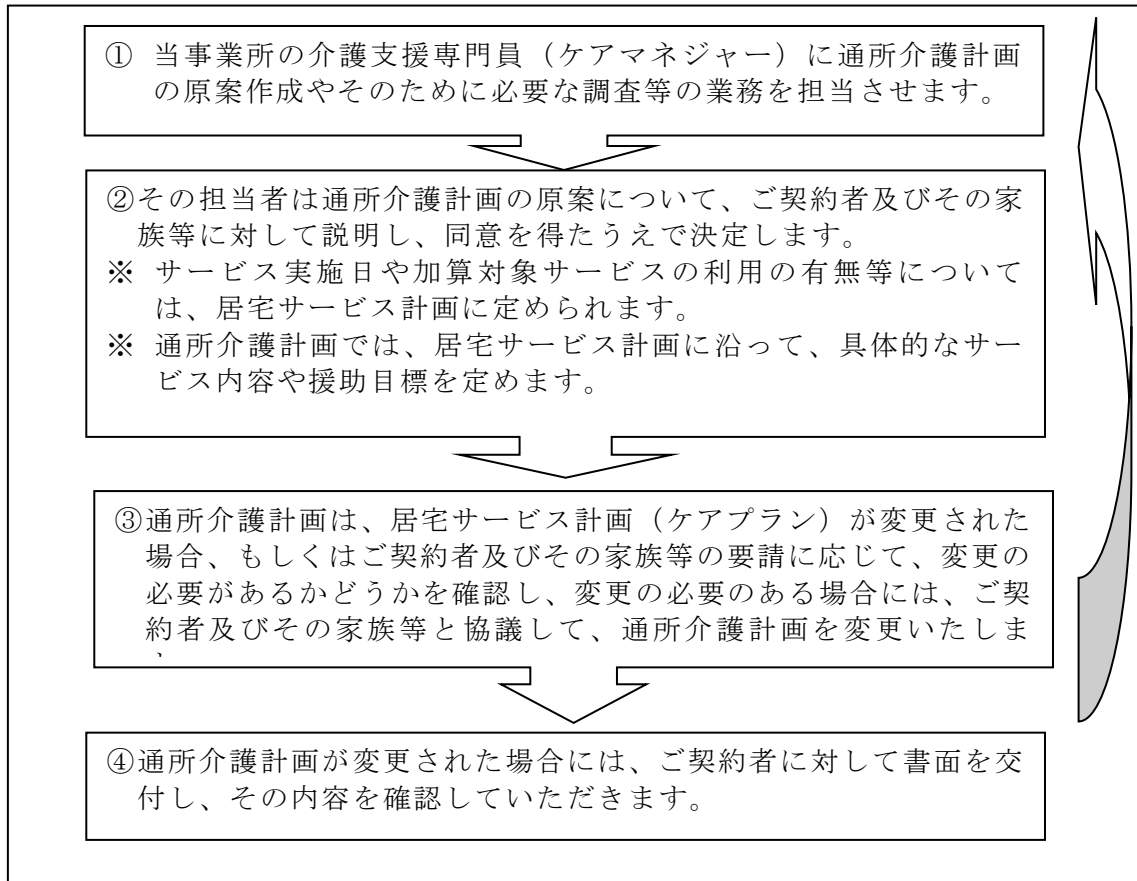 ① 当事業所の介護支援専門員（ケアマネジャー）に通所介護計画
の原案作成やそのために必要な調査等の業務を担当させます。
②その担当者は通所介護計画の原案について、ご契約者及びその家
族等に対して説明し、同意を得たうえで決定します。
※ サービス実施日や加算対象サービスの利用の有無等について
は、居宅サービス計画に定められます。
※ 通所介護計画では、居宅サービス計画に沿って、具体的なサー
ビス内容や援助目標を定めます。
③通所介護計画は、居宅サービス計画（ケアプラン）が変更された
場合、もしくはご契約者及びその家族等の要請に応じて、変更の
必要があるかどうかを確認し、変更の必要のある場合には、ご契
約者及びその家族等と協議して、通所介護計画を変更いたしま
④通所介護計画が変更された場合には、ご契約者に対して書面を交
付し、その内容を確認していただきます。